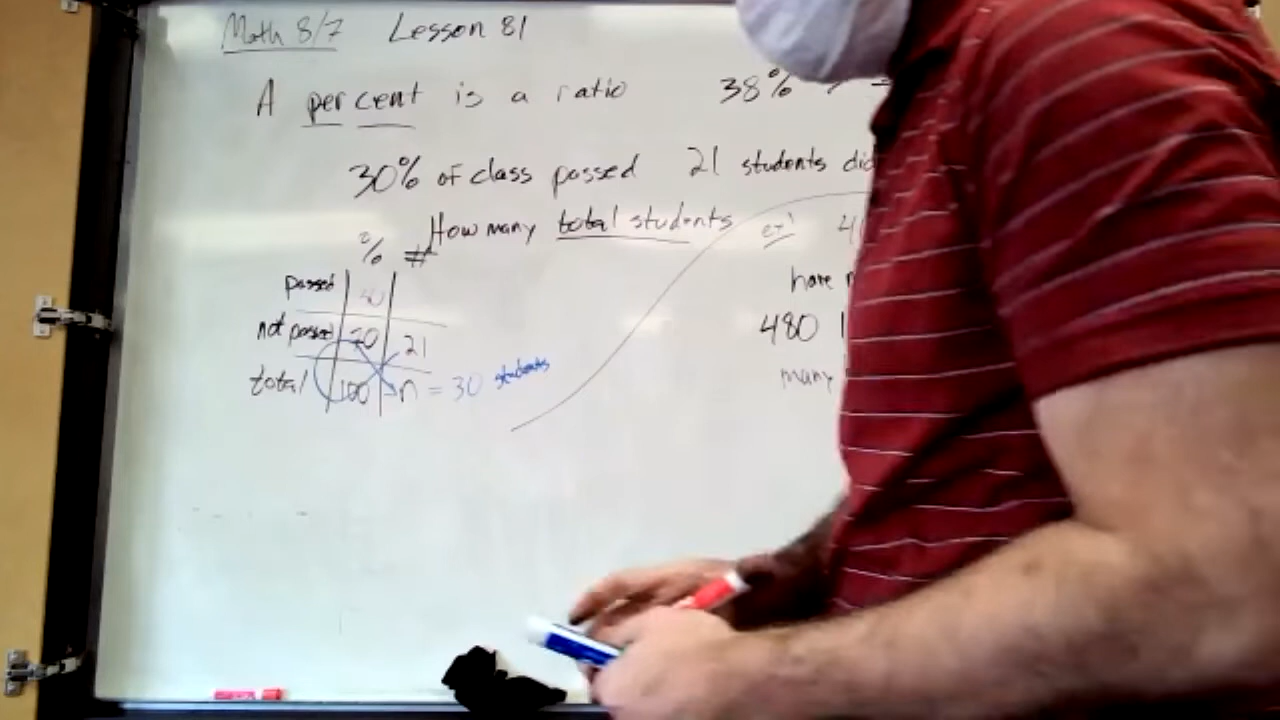 Math 8/7 Lesson 81
A percent is a ratio 38%
30% of class passed 21 students did
How many total students
% #
passed
not passed 70 21
total 100 n = 30 students
ex)
have
480
many